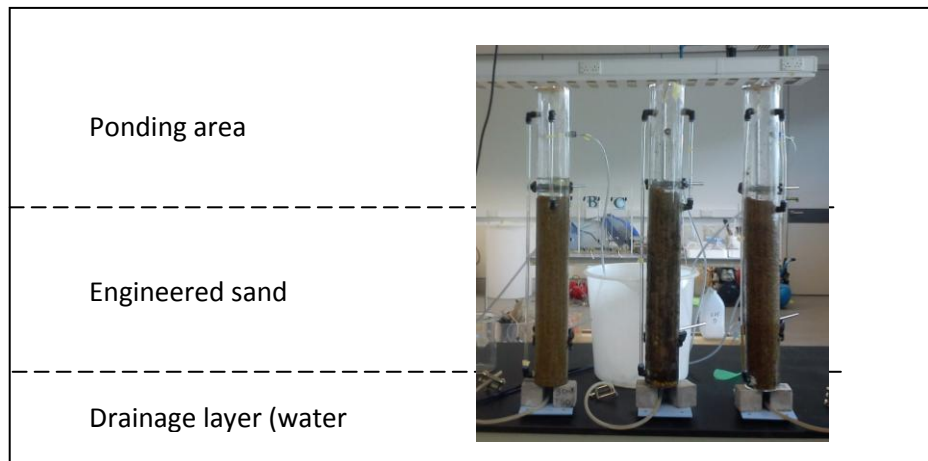 Ponding area
"B" "C"
Engineered sand
Drainage layer (water